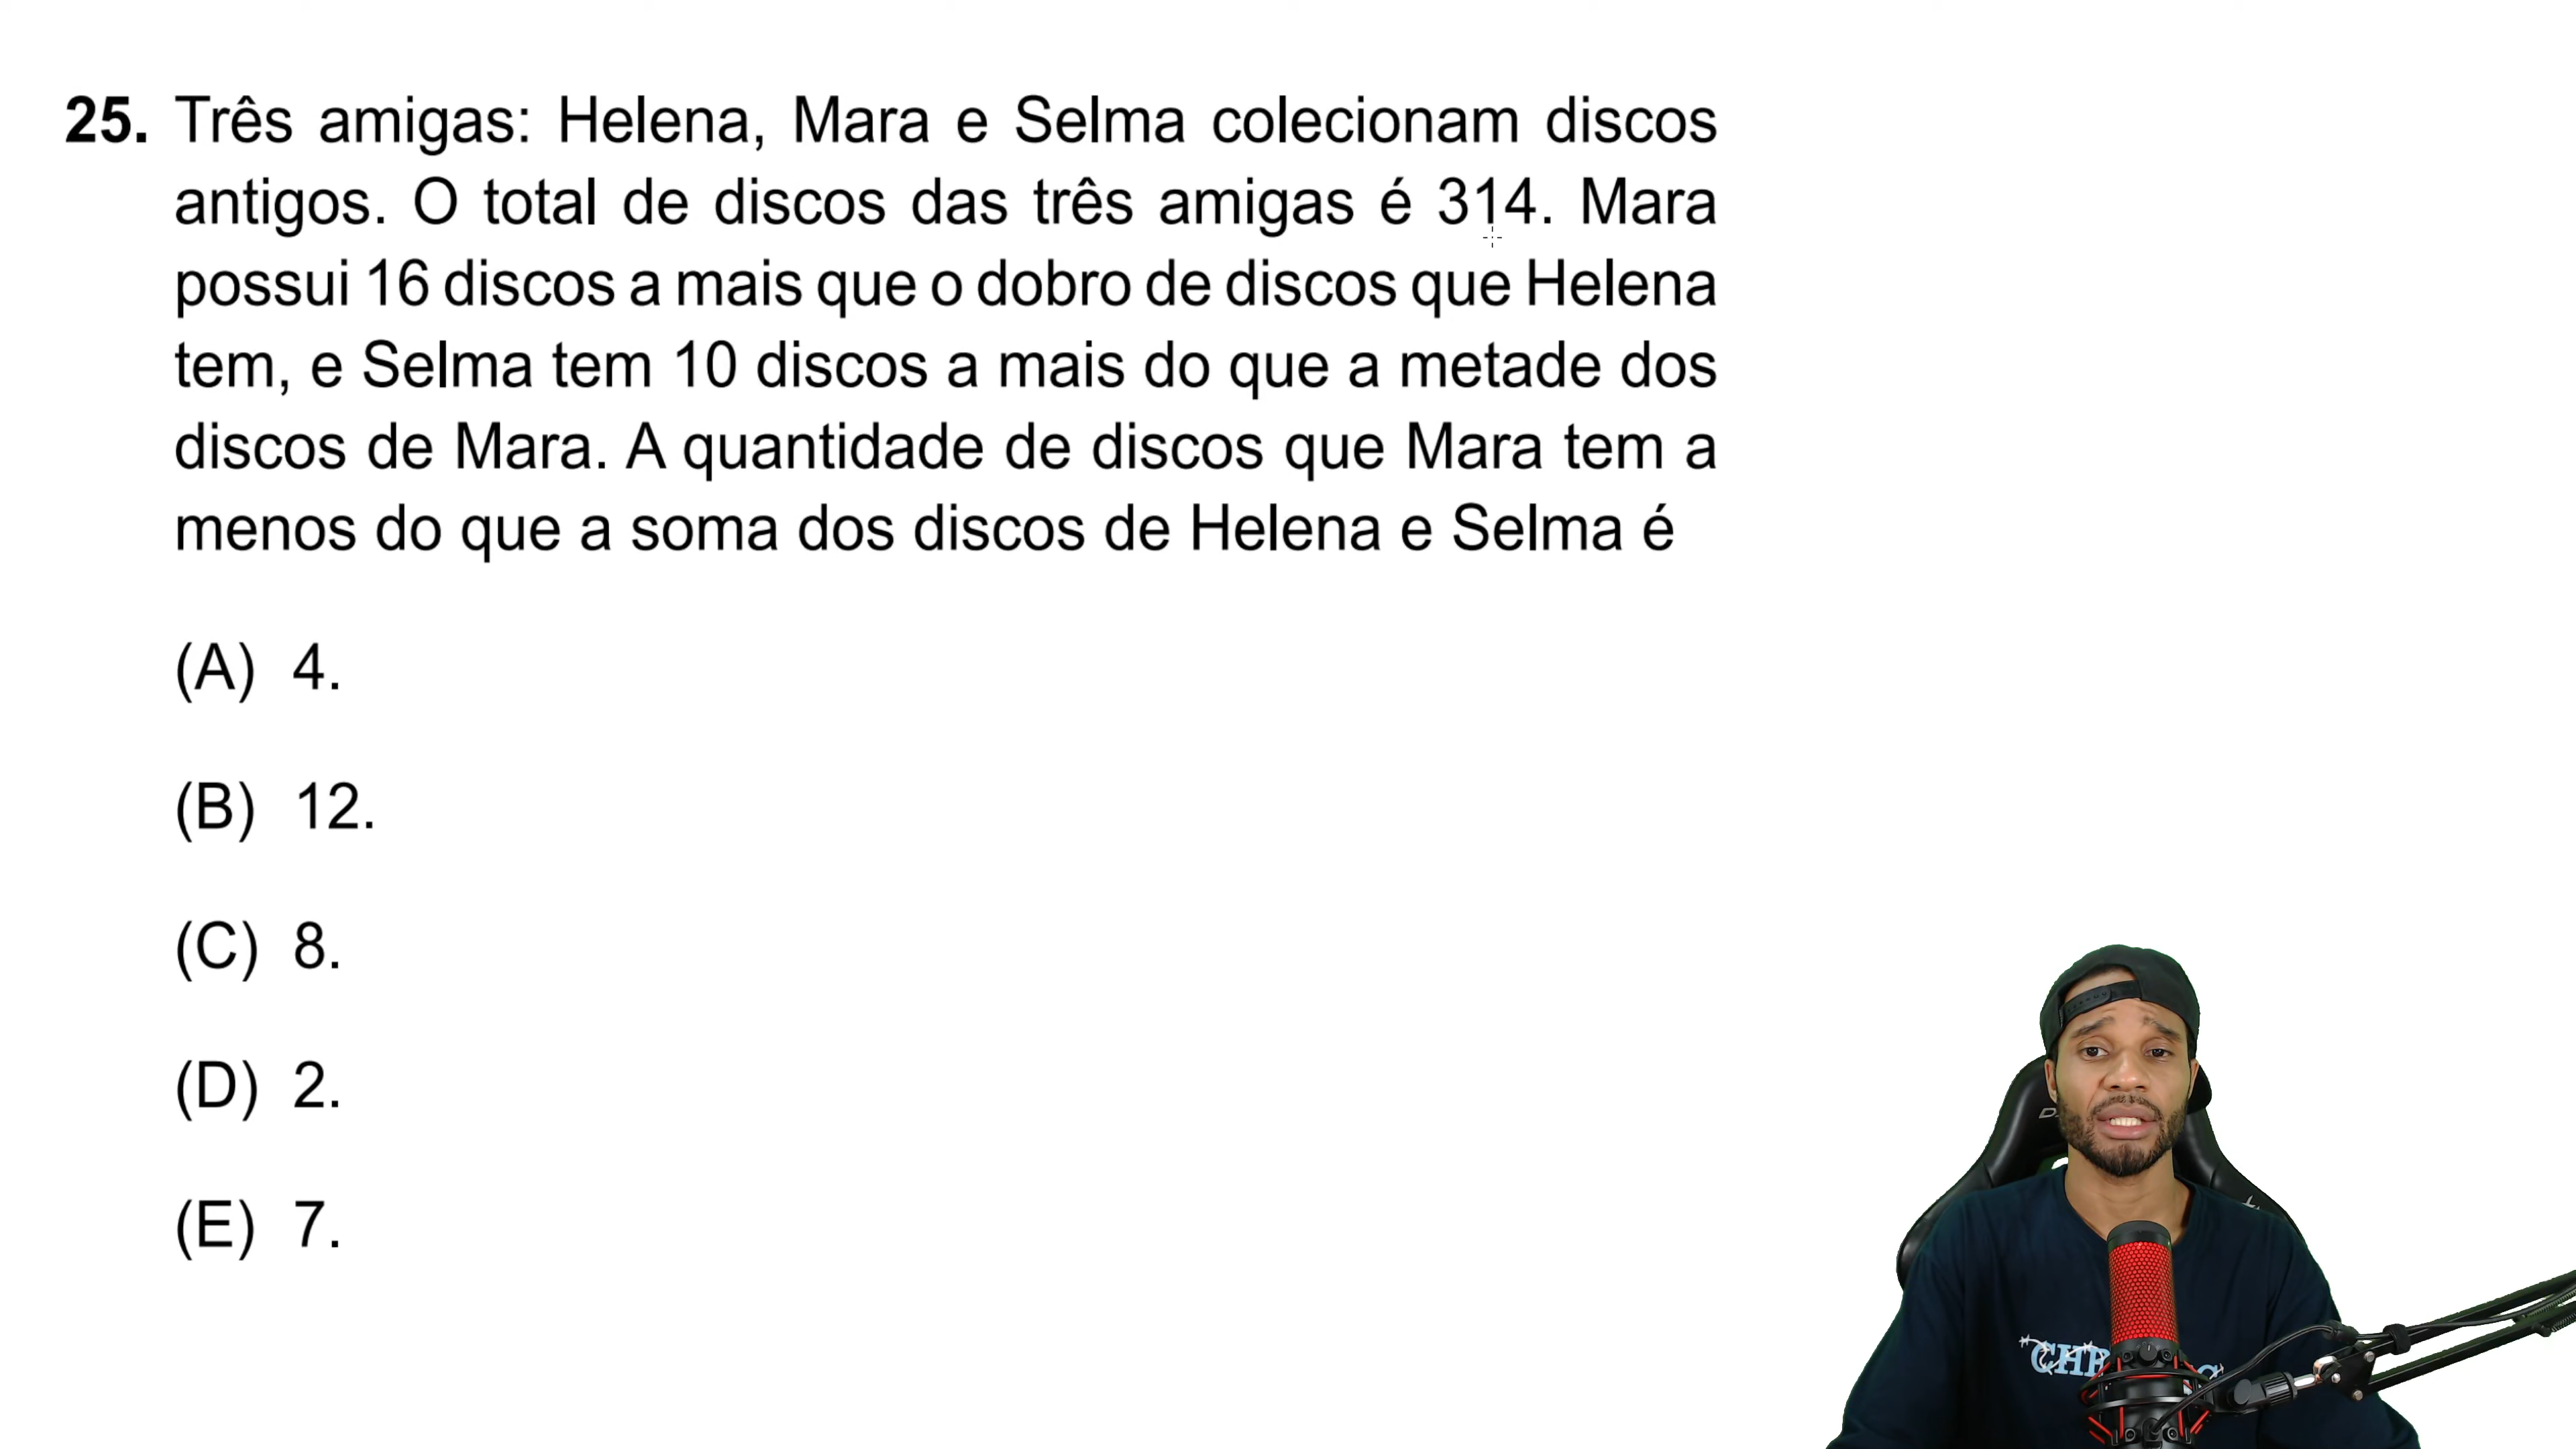 25. Três amigas: Helena, Mara e Selma colecionam discos
antigos. O total de discos das três amigas é 314. Mara
possui 16 discos a mais que o dobro de discos que Helena
tem, e Selma tem 10 discos a mais do que a metade dos
discos de Mara. A quantidade de discos que Mara tem a
menos do que a soma dos discos de Helena e Selma é
(A) 4.
(B) 12.
(C) 8.
(D) 2.
(E) 7.